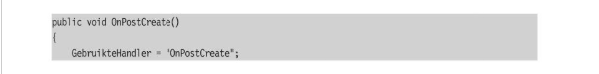 public void OnPostCreate()
{
GebruikteHandler = 'OnPostCreate";